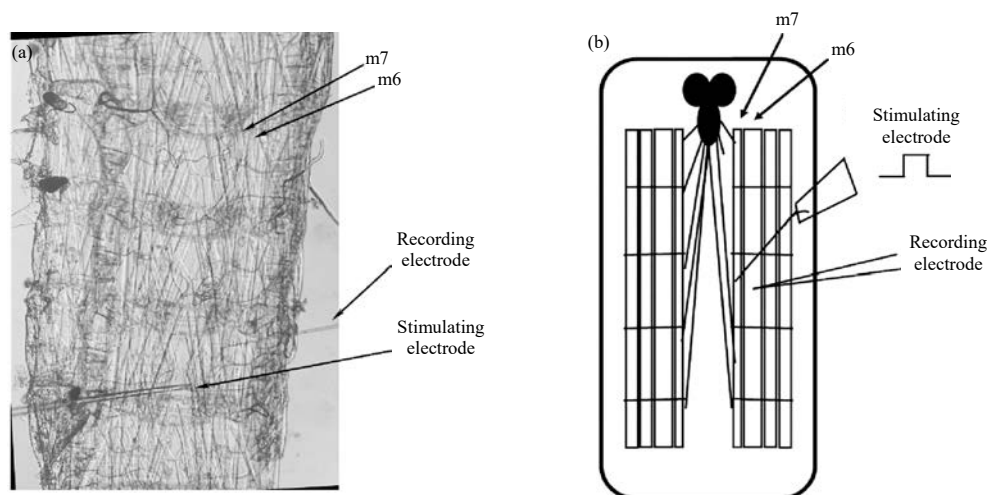 (a)
m7
m6
Recording
electrode
Stimulating
electrode
(b)
m7
m6
Stimulating
electrode
Recording
electrode